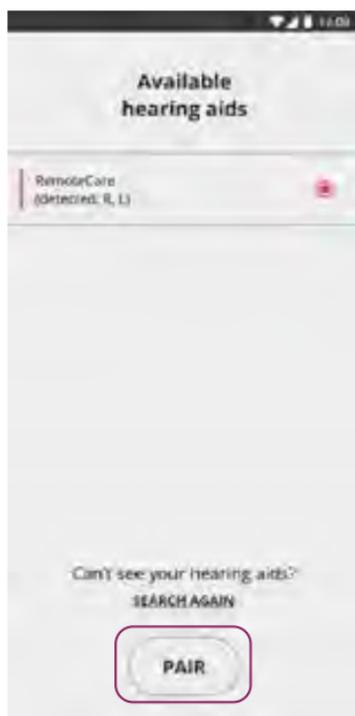 Available
hearing aids
RemoteCare
(detected: R, L)
Can't see your hearing aids?
SEARCH AGAIN
PAIR